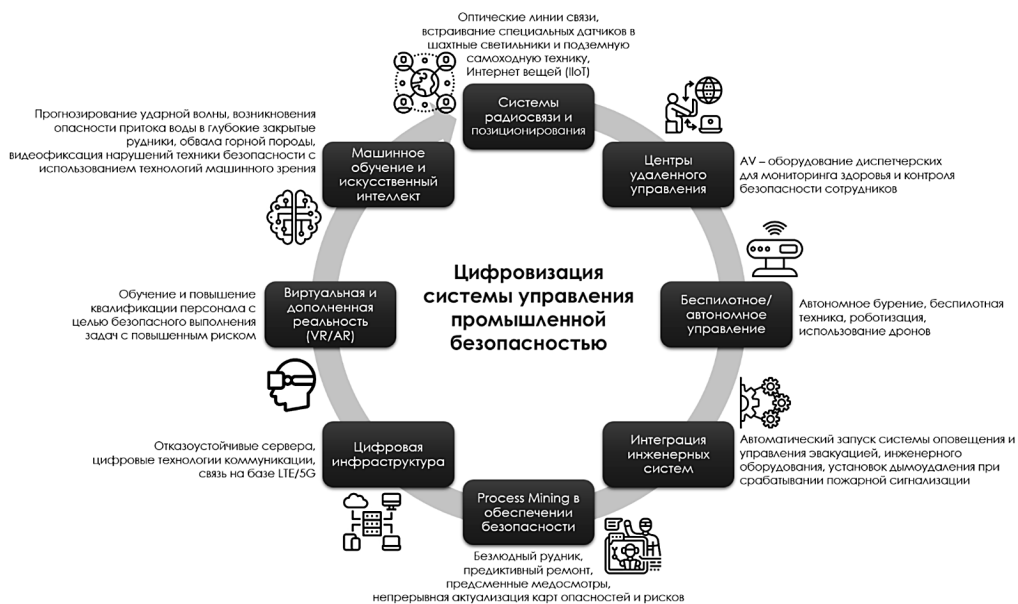 Оптические линии связи,
встраивание специальных датчиков в
шахтные светильники и подземную
самоходную технику,
Интернет вещей (IIoT)
Системы
радиосвязи и
позиционирования
Центры
удаленного
управления
AV – оборудование диспетчерских
для мониторинга здоровья и контроля
безопасности сотрудников
Беспилотное/
автономное
управление
Автономное бурение, беспилотная
техника, роботизация,
использование дронов
Интеграция
инженерных
систем
Автоматический запуск системы оповещения и
управления эвакуацией, инженерного
оборудования, установок дымоудаления при
срабатывании пожарной сигнализации
Process Mining в
обеспечении
безопасности
Безлюдный рудник,
предиктивный ремонт,
предсменные медосмотры,
непрерывная актуализация карт опасностей и рисков
Цифровая
инфраструктура
Отказоустойчивые сервера,
цифровые технологии коммуникации,
связь на базе LTE/5G
Виртуальная и
дополненная
реальность
(VR/AR)
Обучение и повышение
квалификации персонала с
целью безопасного выполнения
задач с повышенным риском
Машинное
обучение и
искусственный
интеллект
Прогнозирование ударной волны, возникновения
опасности притока воды в глубокие закрытые
рудники, обвала горной породы,
видеофиксация нарушений техники безопасности с
использованием технологий машинного зрения
Цифровизация
системы управления
промышленной
безопасностью